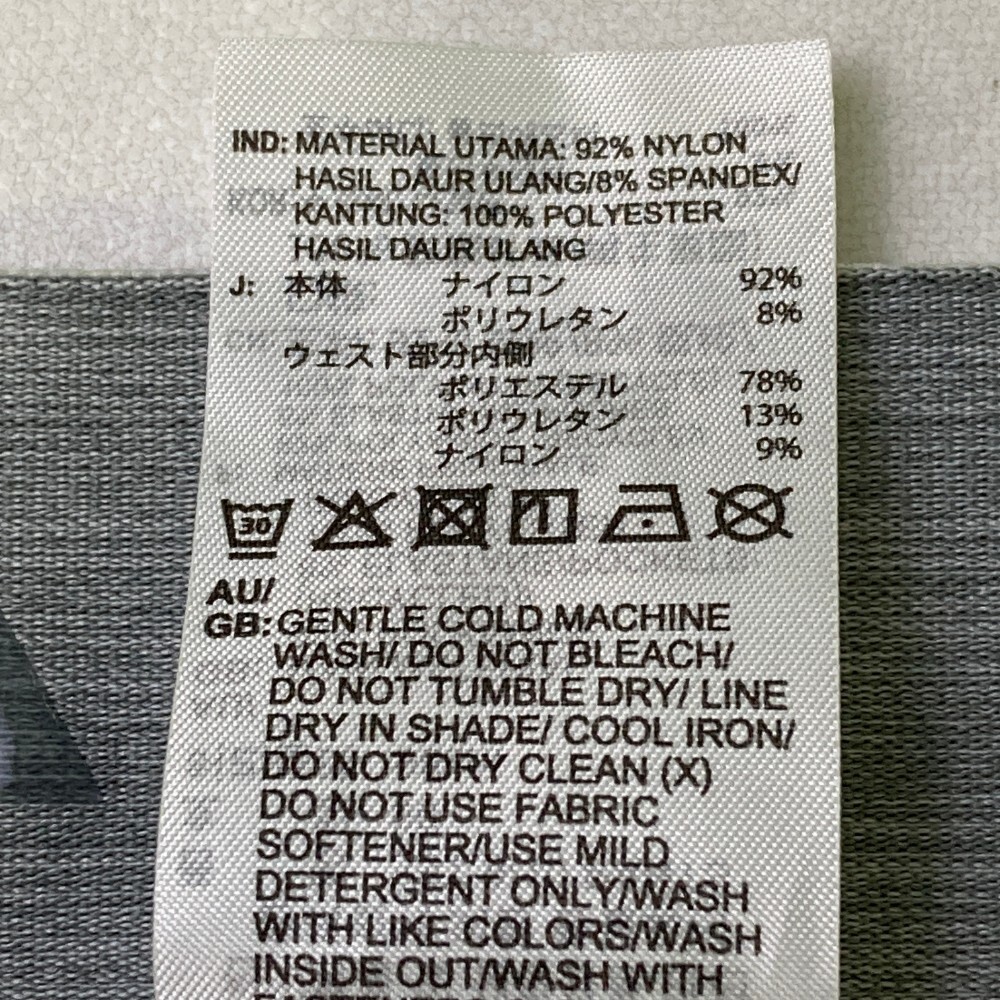 IND: MATERIAL UTAMA: 92% NYLON
HASIL DAUR ULANG/8% SPANDEX/
KANTUNG: 100% POLYESTER
HASIL DAUR ULANG
J: 本体 ナイロン 92%
ポリウレタン 8%
ウェスト部分内側
ポリエステル 78%
ポリウレタン 13%
ナイロン 9%
30
AU/
GB: GENTLE COLD MACHINE
WASH/ DO NOT BLEACH/
DO NOT TUMBLE DRY/ LINE
DRY IN SHADE/ COOL IRON/
DO NOT DRY CLEAN (X)
DO NOT USE FABRIC
SOFTENER/USE MILD
DETERGENT ONLY/WASH
WITH LIKE COLORS/WASH
INSIDE OUT/WASH WITH